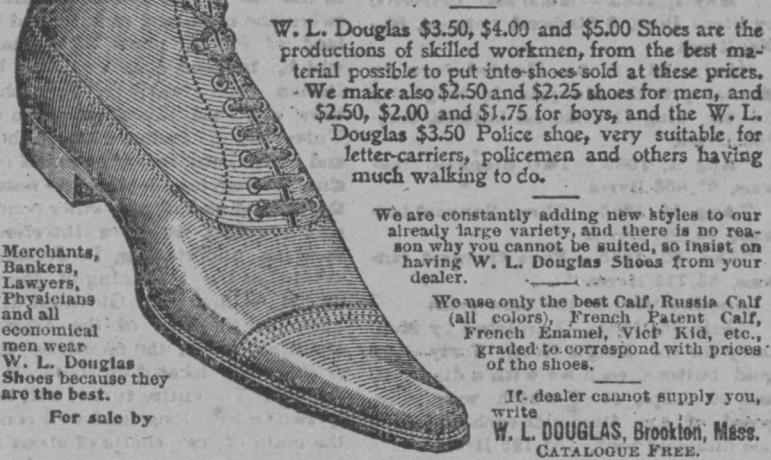 W. L. Douglas $3.50, $4.00 and $5.00 Shoes are the
productions of skilled workmen, from the best ma-
terial possible to put into shoes sold at these prices.
We make also $2.50 and $2.25 shoes for men, and
$2.50, $2.00 and $1.75 for boys, and the W. L.
Douglas $3.50 Police shoe, very suitable for
letter-carriers, policemen and others having
much walking to do.
We are constantly adding new styles to our
already large variety, and there is no rea-
son why you cannot be suited, so insist on
having W. L. Douglas Shoes from your
dealer.
We use only the best Calf, Russia Calf
(all colors), French Patent Calf,
French Enamel, Vici Kid, etc.,
graded to correspond with prices
of the shoes.
If dealer cannot supply you,
write
W. L. DOUGLAS, Brockton, Mass.
CATALOGUE FREE.
Merchants,
Bankers,
Lawyers,
Physicians
and all
economical
men wear
W. L. Douglas
Shoes because they
are the best.
For sale by